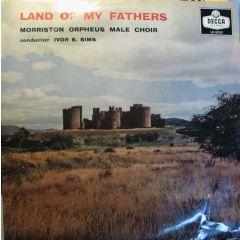 LAND OF MY FATHERS
MORRISTON ORPHEUS MALE CHOIR
conductor IVOR E. SIMS
DECCA